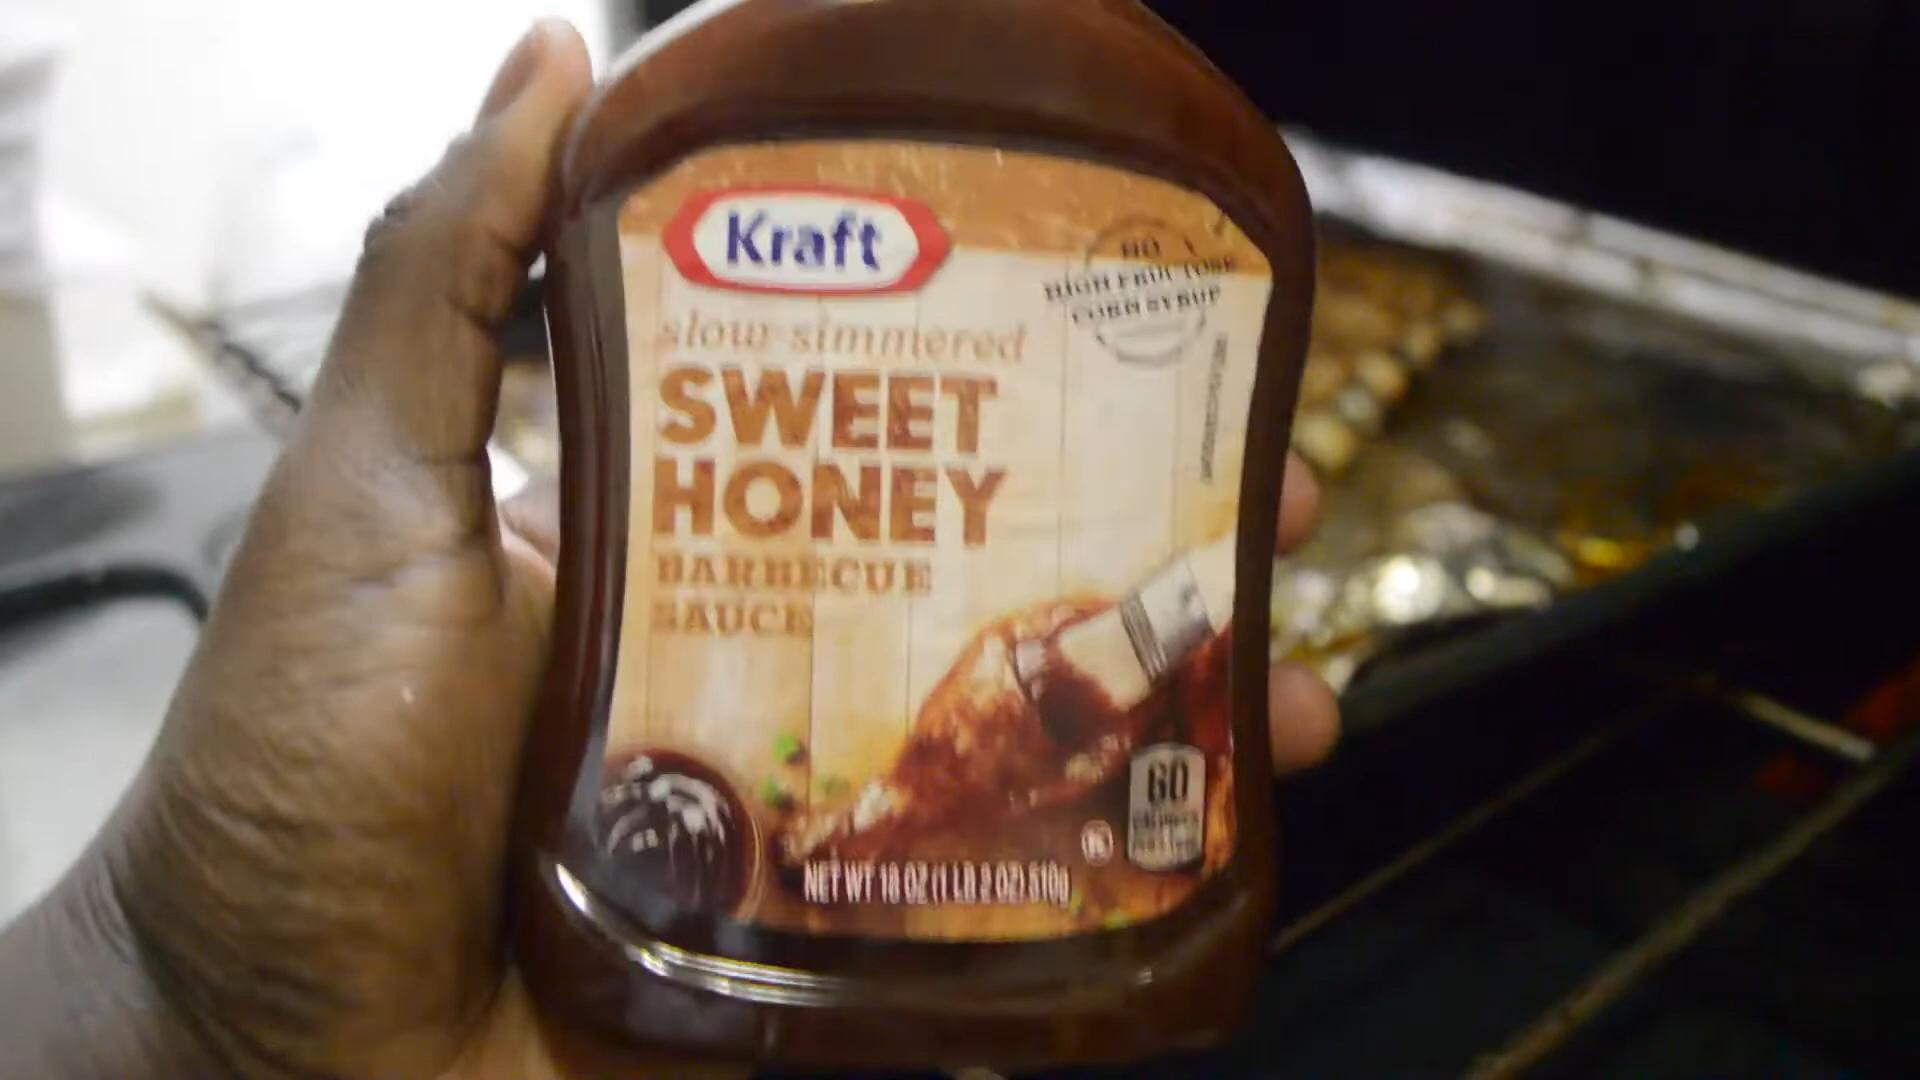 Kraft
NO
HIGH FRUCTOSE
CORN SYRUP
slow-simmered
SWEET
HONEY
BARBECUE
SAUCE
60
CALORIES
K
NET WT 18 OZ (1 LB 2 OZ) 510g